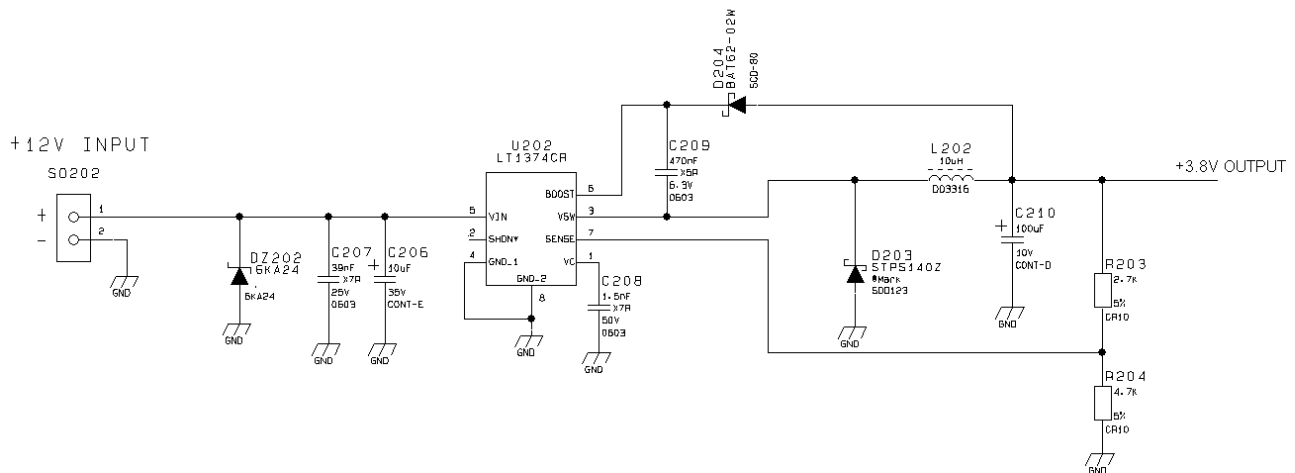 +12V INPUT
SO202
+
-
1
2
GND
DZ202
6KA24
6KA24
GND
C207
39nF
X7R
25V
0603
GND
C206
+
10uF
35V
CONT-E
GND
U202
LT1374CR
BOOST
6
5
VIN
VSW
3
2
SHDN*
SENSE
7
4
GND_1
VC
1
GND_2
8
GND
C208
1.5nF
X7R
50V
0603
GND
C209
470nF
X5R
6.3V
0603
D204
BAT62-02W
SCD-80
D203
STPS140Z
*Mark
SOD123
GND
L202
10uH
DO3316
+3.8V OUTPUT
C210
+
100uF
10V
CONT-D
GND
R203
2.7K
5%
CR10
R204
4.7K
5%
CR10
GND